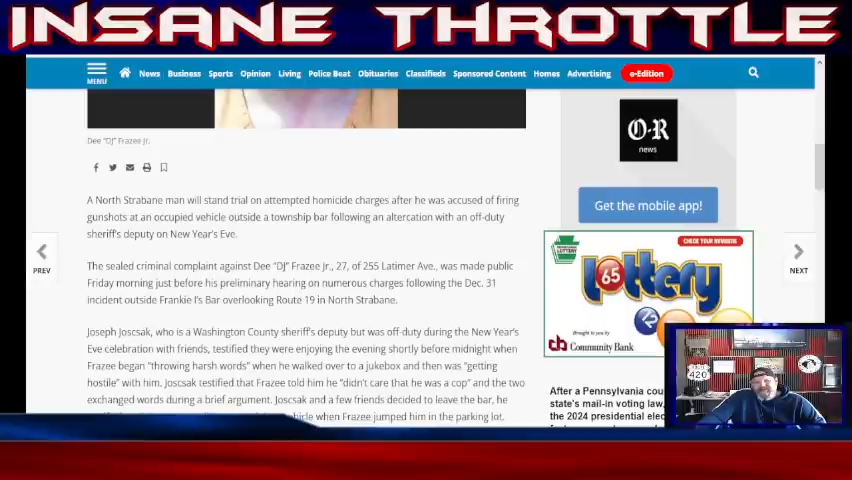 INSANE THROTTLE
MENU
News Business Sports Opinion Living Police Beat Obituaries Classifieds Sponsored Content Homes Advertising e-Edition
Dee "DJ" Frazee Jr.
A North Strabane man will stand trial on attempted homicide charges after he was accused of firing
gunshots at an occupied vehicle outside a township bar following an altercation with an off-duty
sheriff's deputy on New Year's Eve.
The sealed criminal complaint against Dee "DJ" Frazee Jr., 27, of 255 Latimer Ave., was made public
Friday morning just before his preliminary hearing on numerous charges following the Dec. 31
incident outside Frankie I's Bar overlooking Route 19 in North Strabane.
Joseph Joscsak, who is a Washington County sheriff's deputy but was off-duty during the New Year's
Eve celebration with friends, testified they were enjoying the evening shortly before midnight when
Frazee began "throwing harsh words" when he walked over to a jukebox and then was "getting
hostile" with him. Joscsak testified that Frazee told him he "didn't care that he was a cop" and the two
exchanged words during a brief argument. Joscsak and a few friends decided to leave the bar, he
when Frazee jumped him in the parking lot.
PREV
NEXT
O-R
news
Get the mobile app!
PENNSYLVANIA
LOTTERY
CHECK YOUR NUMBERS
65
lottery
22
Brought to you by
cb Community Bank
After a Pennsylvania cou
state's mail-in voting law,
the 2024 presidential elec
420